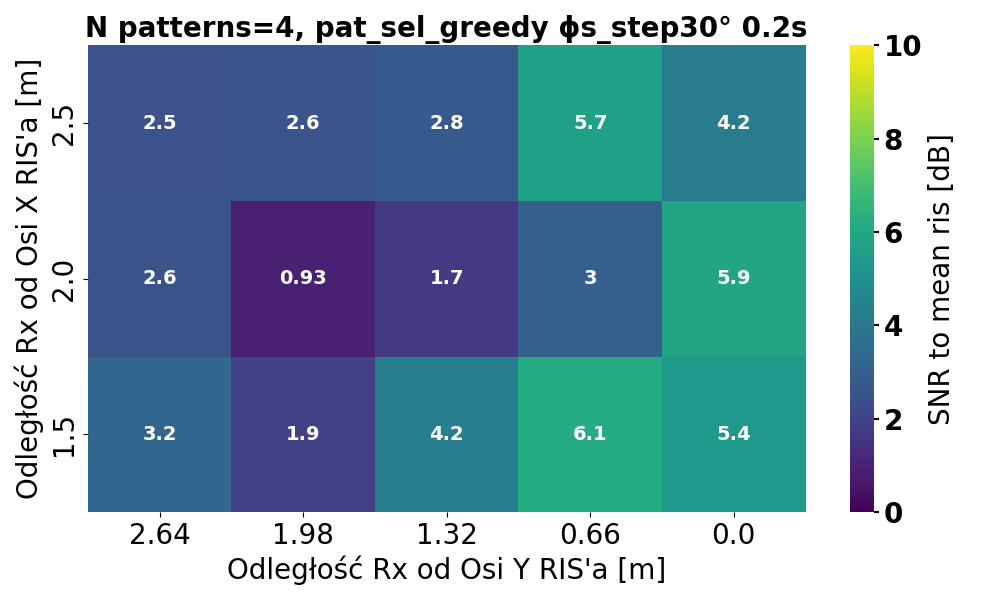 N patterns=4, pat_sel_greedy ϕs_step30° 0.2s
Odległość Rx od Osi X RIS'a [m]
2.5
2.0
1.5
2.5 2.6 2.8 5.7 4.2
2.6 0.93 1.7 3 5.9
3.2 1.9 4.2 6.1 5.4
2.64 1.98 1.32 0.66 0.0
Odległość Rx od Osi Y RIS'a [m]
10
8
6
4
2
0
SNR to mean ris [dB]